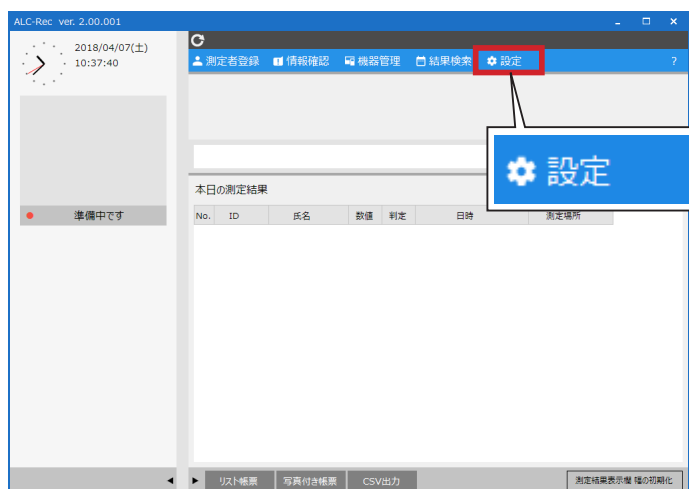 ALC-Rec ver. 2.00.001
2018/04/07(土)
10:37:40
測定者登録 情報確認 機器管理 結果検索 設定 ?
設定
本日の測定結果
準備中です
No. ID 氏名 数値 判定 日時 測定場所
リスト帳票 写真付き帳票 CSV出力 測定結果表示欄 幅の初期化